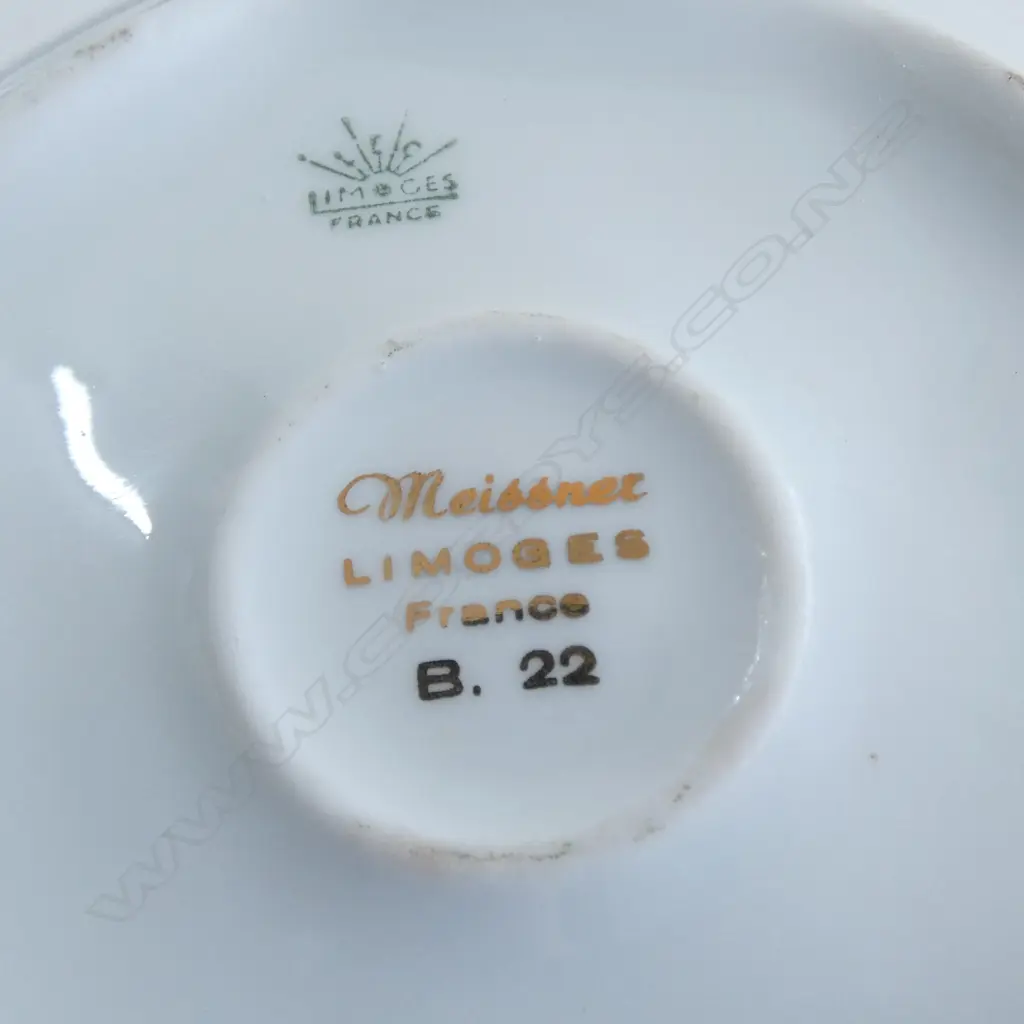 LIMOGES
FRANCE
Meissner
LIMOGES
France
B. 22